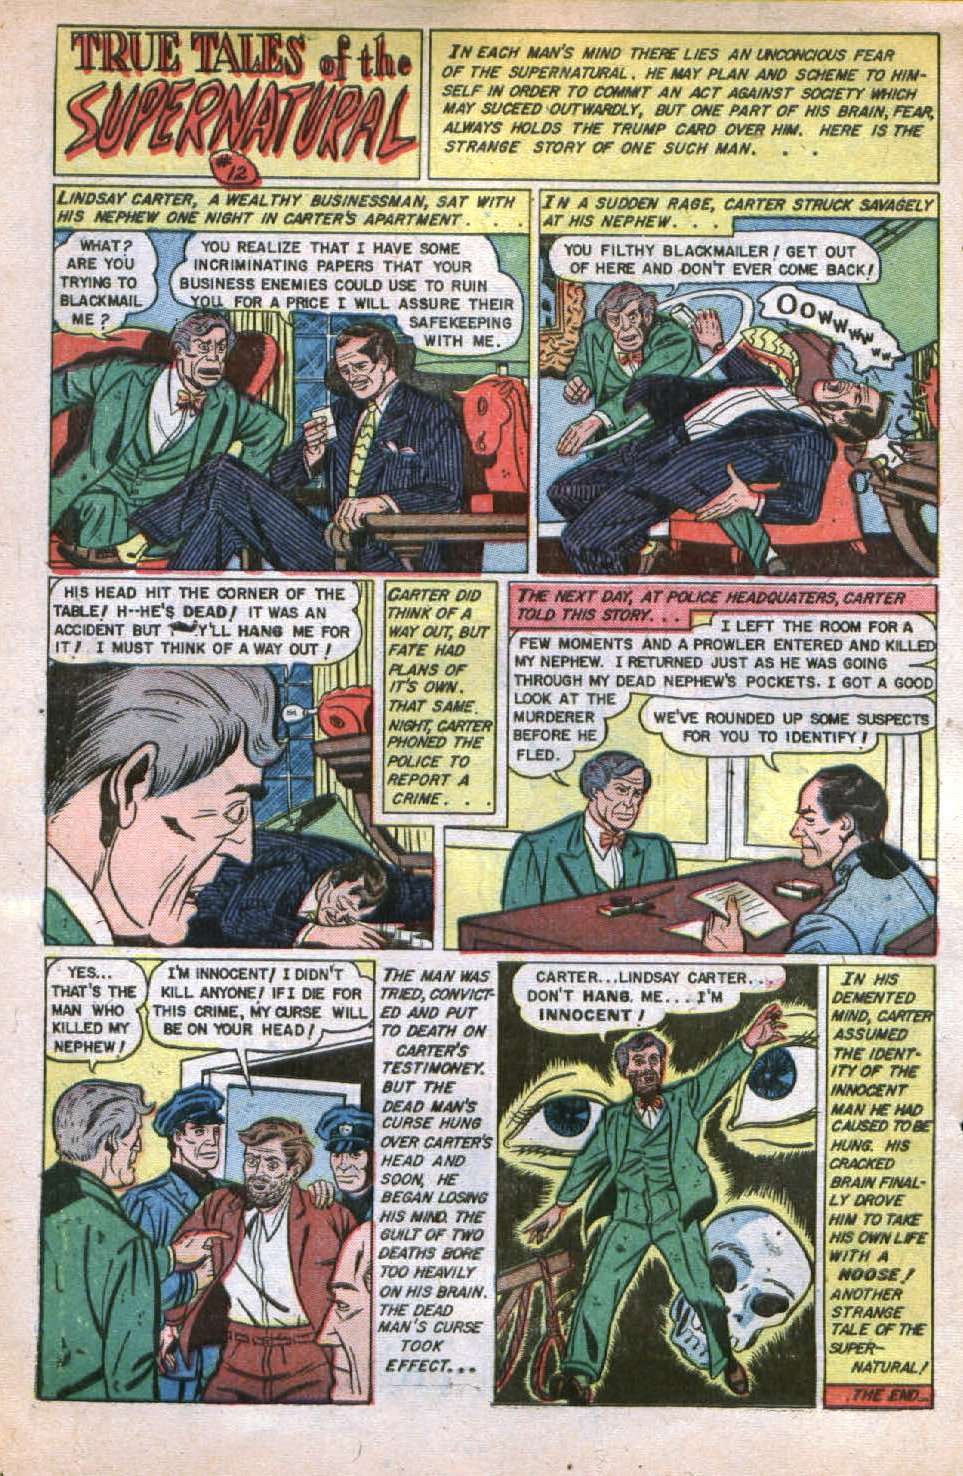 TRUE TALES of the
SUPERNATURAL
#12
IN EACH MAN'S MIND THERE LIES AN UNCONCIOUS FEAR
OF THE SUPERNATURAL. HE MAY PLAN AND SCHEME TO HIM-
SELF IN ORDER TO COMMIT AN ACT AGAINST SOCIETY WHICH
MAY SUCEED OUTWARDLY, BUT ONE PART OF HIS BRAIN, FEAR,
ALWAYS HOLDS THE TRUMP CARD OVER HIM. HERE IS THE
STRANGE STORY OF ONE SUCH MAN. . .
LINDSAY CARTER, A WEALTHY BUSINESSMAN, SAT WITH
HIS NEPHEW ONE NIGHT IN CARTER'S APARTMENT. . . .
WHAT?
ARE YOU
TRYING TO
BLACKMAIL
ME?
YOU REALIZE THAT I HAVE SOME
INCRIMINATING PAPERS THAT YOUR
BUSINESS ENEMIES COULD USE TO RUIN
YOU. FOR A PRICE I WILL ASSURE THEIR
SAFEKEEPING
WITH ME.
IN A SUDDEN RAGE, CARTER STRUCK SAVAGELY
AT HIS NEPHEW. . . .
YOU FILTHY BLACKMAILER! GET OUT
OF HERE AND DON'T EVER COME BACK!
OOWWWWWW
CR-RACK!
HIS HEAD HIT THE CORNER OF THE
TABLE! H--HE'S DEAD! IT WAS AN
ACCIDENT BUT Y'LL HANG ME FOR
IT! I MUST THINK OF A WAY OUT!
CARTER DID
THINK OF A
WAY OUT, BUT
FATE HAD
PLANS OF
IT'S OWN.
THAT SAME
NIGHT, CARTER
PHONED THE
POLICE TO
REPORT A
CRIME. . .
THE NEXT DAY, AT POLICE HEADQUATERS, CARTER
TOLD THIS STORY. . .
I LEFT THE ROOM FOR A
FEW MOMENTS AND A PROWLER ENTERED AND KILLED
MY NEPHEW. I RETURNED JUST AS HE WAS GOING
THROUGH MY DEAD NEPHEW'S POCKETS. I GOT A GOOD
LOOK AT THE
MURDERER
BEFORE HE
FLED.
WE'VE ROUNDED UP SOME SUSPECTS
FOR YOU TO IDENTIFY!
YES...
THAT'S THE
MAN WHO
KILLED MY
NEPHEW!
I'M INNOCENT! I DIDN'T
KILL ANYONE! IF I DIE FOR
THIS CRIME, MY CURSE WILL
BE ON YOUR HEAD!
THE MAN WAS
TRIED, CONVICT-
ED AND PUT
TO DEATH ON
CARTER'S
TESTIMONEY.
BUT THE
DEAD MAN'S
CURSE HUNG
OVER CARTER'S
HEAD AND
SOON, HE
BEGAN LOSING
HIS MIND. THE
GUILT OF TWO
DEATHS BORE
TOO HEAVILY
ON HIS BRAIN.
THE DEAD
MAN'S CURSE
TOOK
EFFECT...
CARTER...LINDSAY CARTER...
DON'T HANG ME...I'M
INNOCENT!
IN HIS
DEMENTED
MIND, CARTER
ASSUMED
THE IDENT-
ITY OF THE
INNOCENT
MAN HE HAD
CAUSED TO BE
HUNG. HIS
CRACKED
BRAIN FINAL-
LY DROVE
HIM TO TAKE
HIS OWN LIFE
WITH A
NOOSE!
ANOTHER
STRANGE
TALE OF THE
SUPER-
NATURAL!
THE END